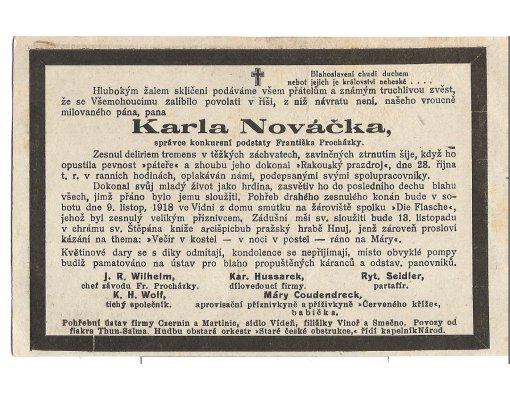 Blahoslavení chudí duchem
neboť jejich je království nebeské . . . .
Hlubokým žalem sklíčeni podáváme všem přátelům a známým truchlivou zvěst,
že se Všemohoucímu zalíbilo povolati v říši, z níž návratu není, našeho vroucně
milovaného pána, pana
Karla Nováčka,
správce konkursní podstaty Františka Procházky.
Zesnul deliriem tremens v těžkých záchvatech, zaviněných ztrnutím šíje, když ho
opustila pevnost »páteře« a zhoubu jeho dokonal »Rakouský prazdroj«, dne 28. října
t. r. v ranních hodinách, oplakáván námi, podepsanými svými spolupracovníky.
Dokonal svůj mladý život jako hrdina, zasvětiv ho do posledního dechu blahu
všech, jimž přáno bylo jemu sloužiti. Pohřeb drahého zesnulého konán bude v so-
botu dne 9. listop. 1918 ve Vídni z domu smútku na žároviště spolku »Die Flasche«,
jehož byl zesnulý velikým příznivcem. Zádušní mši sv. sloužit bude 13. listopadu
v chrámu sv. Štěpána kníže arcišpicbub pražský hrabě Hnuj, jenž zároveň prosloví
kázání na thema: »Večír v kostel — v noci v postel — ráno na Máry«.
Květinové dary se s díky odmítají, kondolence se nepřijímají, místo obvyklé pompy
budiž pamatováno na ústav pro blaho propuštěných káranců a odstav. panovníků.
J. R. Wilhelm, Kar. Hussarek, Ryt. Seidler,
chef závodu Fr. Procházky. dílovedoucí firmy. partafír.
K. H. Wolf, Máry Coudendreck,
tichý společník. aprovisační příznivkyně a příživkyně »Červeného kříže«,
babička.
Pohřební ústav firmy Czernin a Martinic, sídlo Vídeň, filiálky Vinoř a Smečno. Povozy od
fiakra Thun-Salma. Hudbu obstará orkestr »Staré české obstrukce«, řídí kapelník Národ.